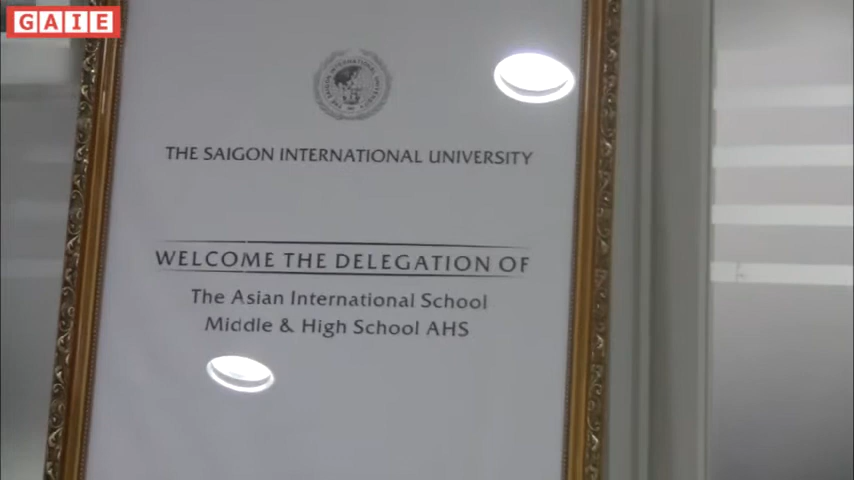 GAIE
THE SAIGON INTERNATIONAL UNIVERSITY
WELCOME THE DELEGATION OF
The Asian International School
Middle & High School AHS